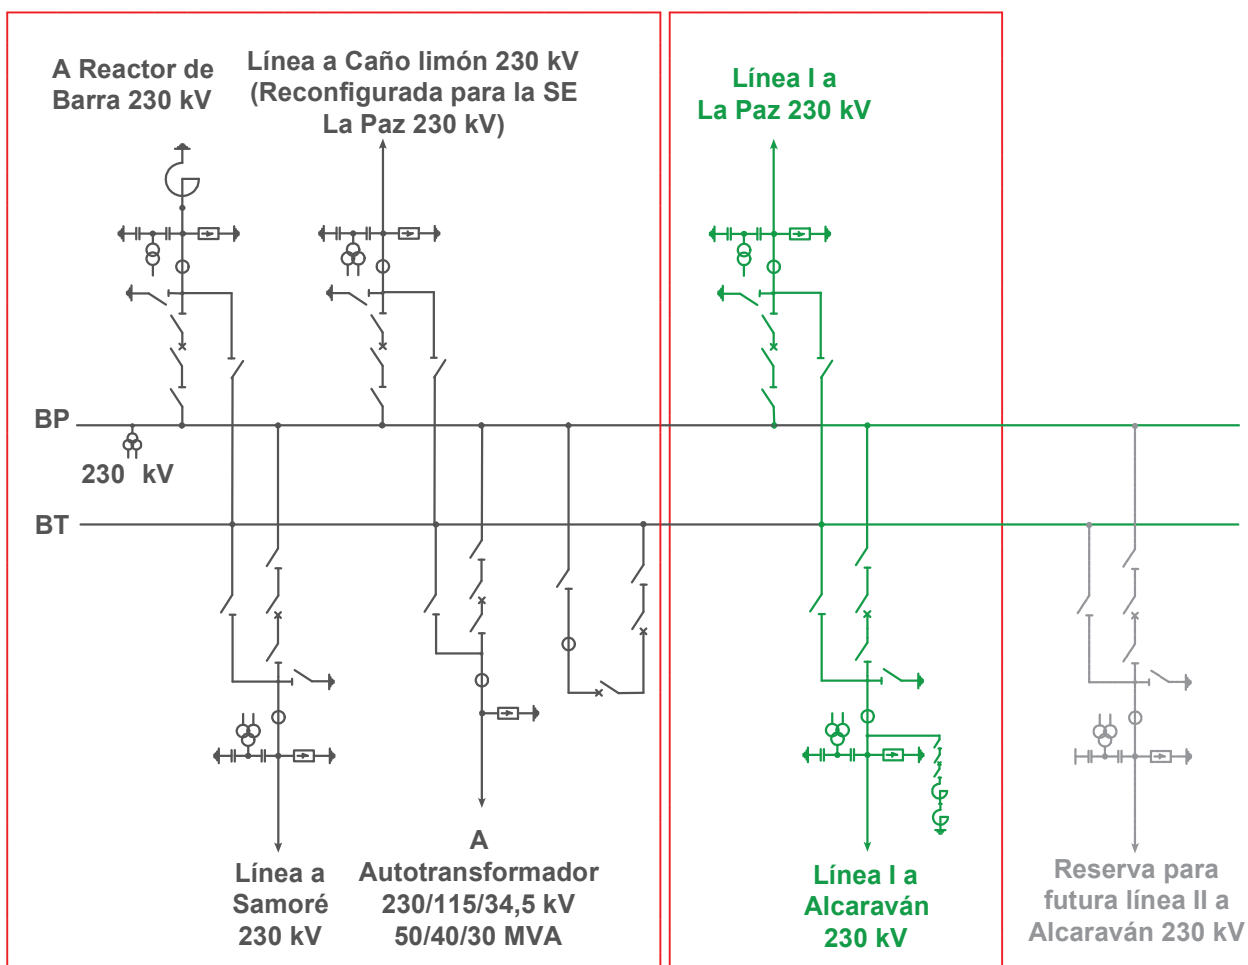 A Reactor de
Barra 230 kV
Línea a Caño limón 230 kV
(Reconfigurada para la SE
La Paz 230 kV)
Línea I a
La Paz 230 kV
BP
230 kV
BT
Línea a
Samoré
230 kV
A
Autotransformador
230/115/34,5 kV
50/40/30 MVA
Línea I a
Alcaraván
230 kV
Reserva para
futura línea II a
Alcaraván 230 kV